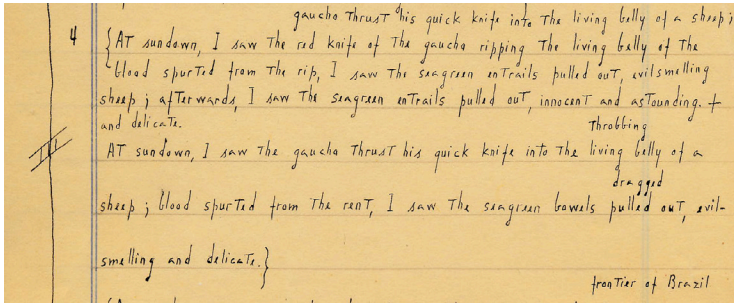 gaucho thrust his quick knife into the living belly of a sheep;
4
{At sundown, I saw the red knife of the gaucho ripping the living belly of the
blood spurted from the rip, I saw the seagreen entrails pulled out, evilsmelling
sheep; afterwards, I saw the seagreen entrails pulled out, innocent and astounding. +
and delicate.
throbbing
At sundown, I saw the gaucho thrust his quick knife into the living belly of a
dragged
sheep; blood spurted from the rent, I saw the seagreen bowels pulled out, evil-
smelling and delicate.}
frontier of Brazil